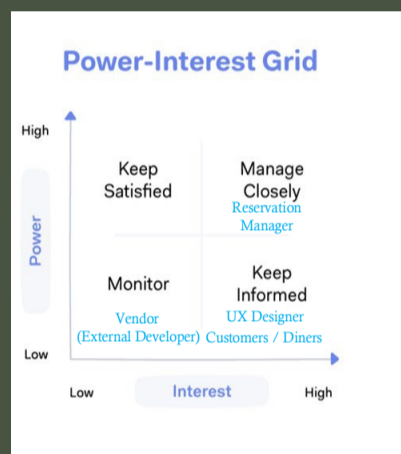 Power-Interest Grid
High
Keep
Satisfied
Manage
Closely
Reservation
Manager
Power
Monitor
Vendor
(External Developer)
Keep
Informed
UX Designer
Customers / Diners
Low
Low
Interest
High